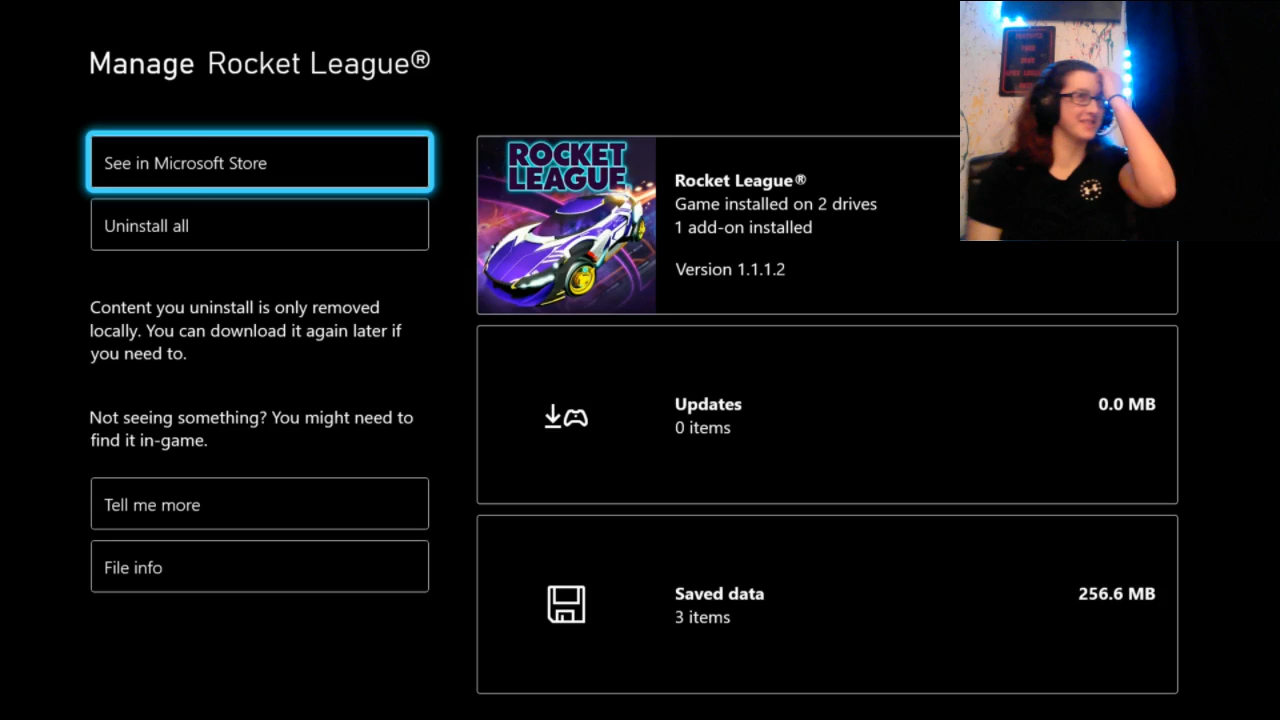 Manage Rocket League®
See in Microsoft Store
Uninstall all
Content you uninstall is only removed
locally. You can download it again later if
you need to.
Not seeing something? You might need to
find it in-game.
Tell me more
File info
ROCKET
LEAGUE
Rocket League®
Game installed on 2 drives
1 add-on installed
Version 1.1.1.2
Updates
0.0 MB
0 items
Saved data
256.6 MB
3 items